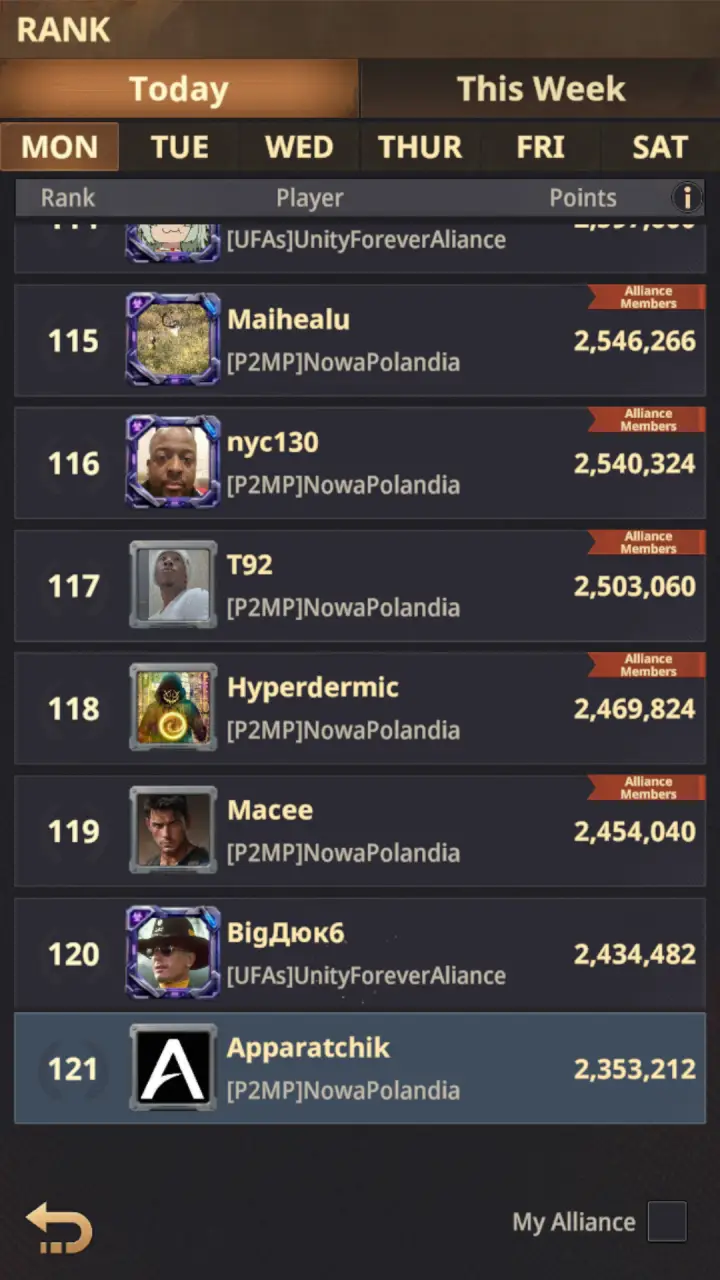 RANK
Today
This Week
MON
TUE
WED
THUR
FRI
SAT
Rank
Player
Points
[UFAs]UnityForeverAlliance
Alliance
Members
115
Maihealu
[P2MP]NowaPolandia
2,546,266
Alliance
Members
116
nyc130
[P2MP]NowaPolandia
2,540,324
Alliance
Members
117
T92
[P2MP]NowaPolandia
2,503,060
Alliance
Members
118
Hyperdermic
[P2MP]NowaPolandia
2,469,824
Alliance
Members
119
Macee
[P2MP]NowaPolandia
2,454,040
120
BigДюк6
[UFAs]UnityForeverAlliance
2,434,482
121
Apparatchik
[P2MP]NowaPolandia
2,353,212
My Alliance